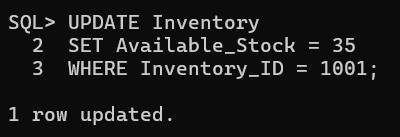 SQL> UPDATE Inventory
  2  SET Available_Stock = 35
  3  WHERE Inventory_ID = 1001;

1 row updated.